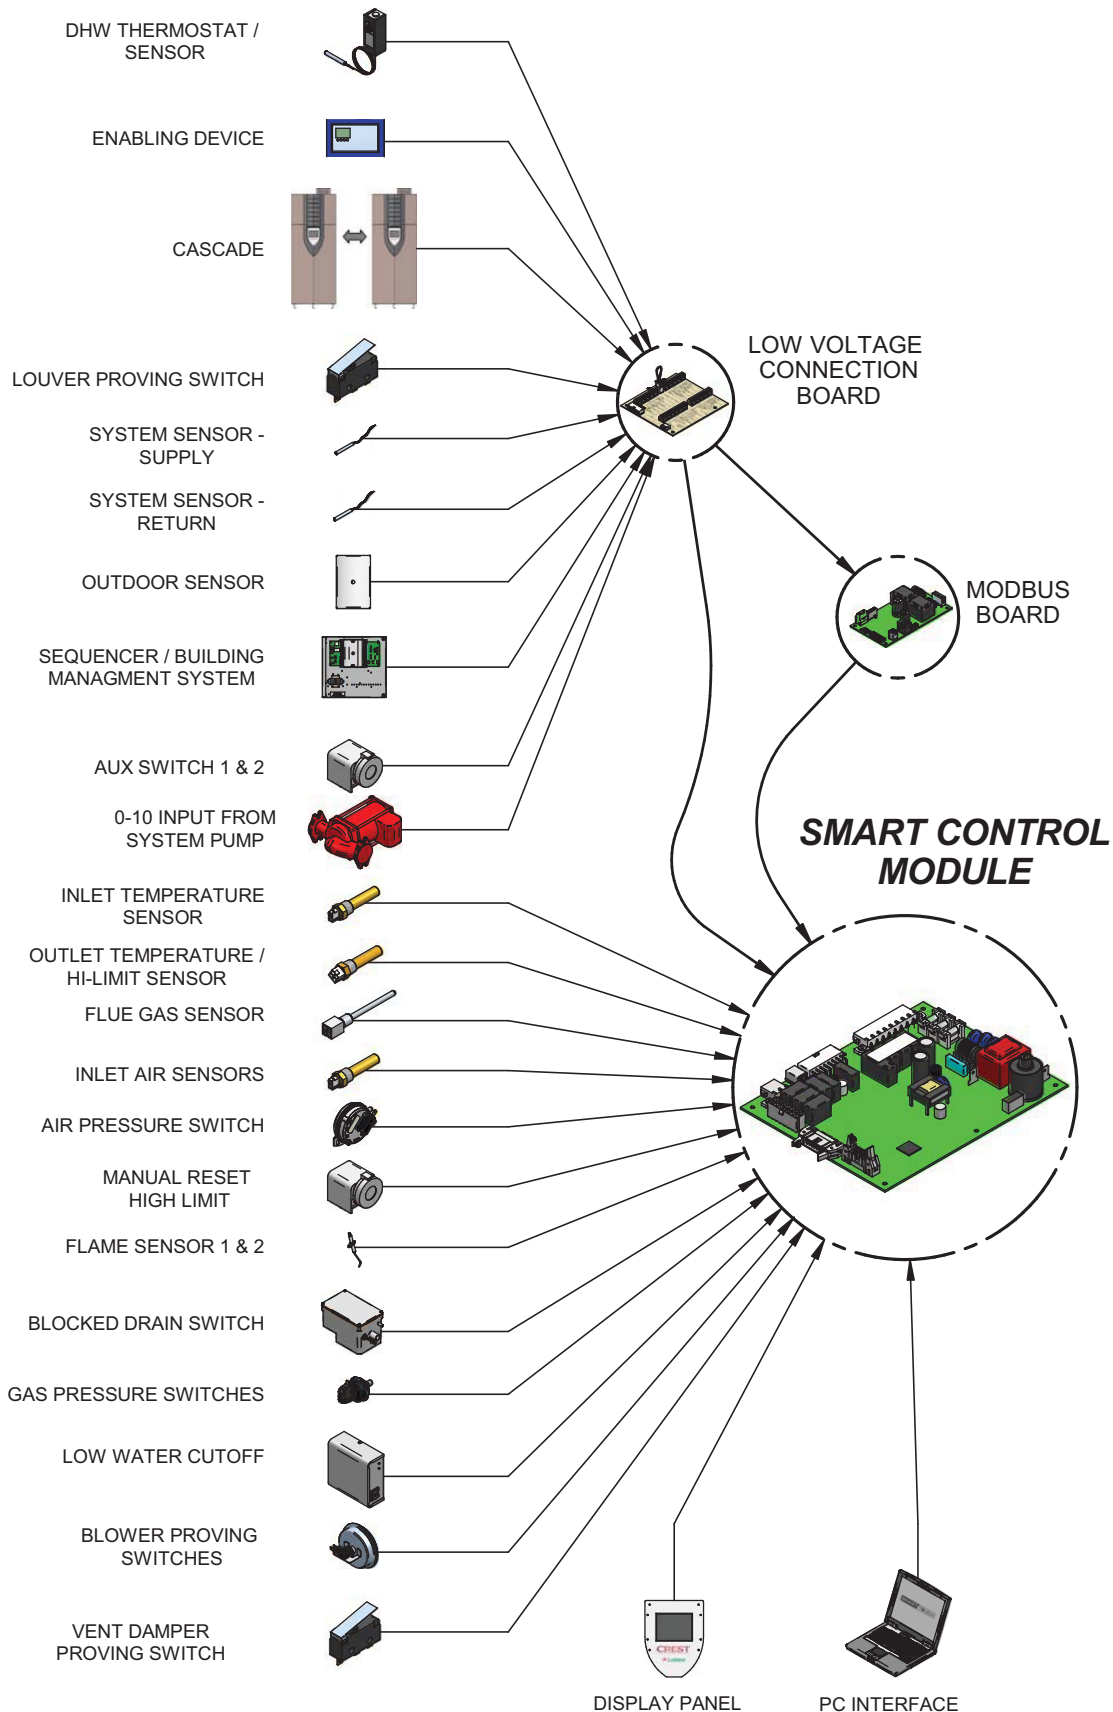 DHW THERMOSTAT /
SENSOR
ENABLING DEVICE
CASCADE
LOW VOLTAGE
CONNECTION
BOARD
LOUVER PROVING SWITCH
SYSTEM SENSOR -
SUPPLY
SYSTEM SENSOR -
RETURN
OUTDOOR SENSOR
MODBUS
BOARD
SEQUENCER / BUILDING
MANAGMENT SYSTEM
AUX SWITCH 1 & 2
0-10 INPUT FROM
SYSTEM PUMP
SMART CONTROL
MODULE
INLET TEMPERATURE
SENSOR
OUTLET TEMPERATURE /
HI-LIMIT SENSOR
FLUE GAS SENSOR
INLET AIR SENSORS
AIR PRESSURE SWITCH
MANUAL RESET
HIGH LIMIT
FLAME SENSOR 1 & 2
BLOCKED DRAIN SWITCH
GAS PRESSURE SWITCHES
LOW WATER CUTOFF
BLOWER PROVING
SWITCHES
VENT DAMPER
PROVING SWITCH
CREST
DISPLAY PANEL
PC INTERFACE